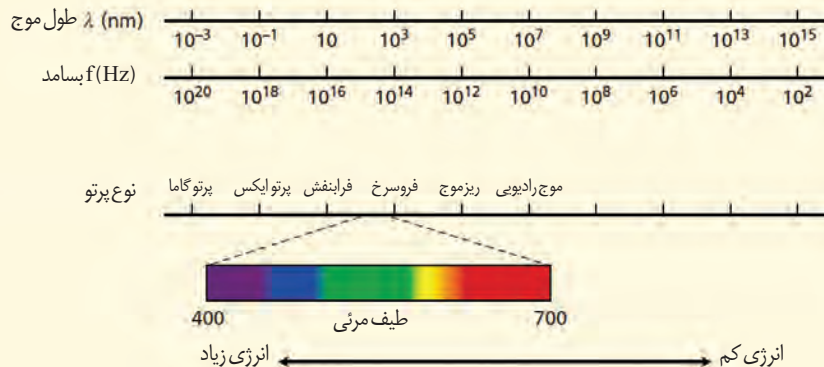 طول موج λ (nm)
10⁻³ 10⁻¹ 10 10³ 10⁵ 10⁷ 10⁹ 10¹¹ 10¹³ 10¹⁵
بسامد f(Hz)
10²⁰ 10¹⁸ 10¹⁶ 10¹⁴ 10¹² 10¹⁰ 10⁸ 10⁶ 10⁴ 10²
نوع پرتو
پرتو گاما پرتو ایکس فرابنفش فروسرخ ریزموج موج رادیویی
400 طیف مرئی 700
انرژی زیاد انرژی کم